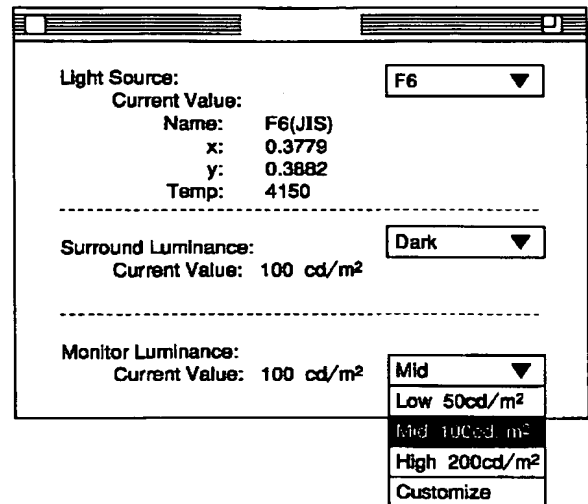 Light Source:
F6 ▼
Current Value:
Name: F6(JIS)
x: 0.3779
y: 0.3882
Temp: 4150
Surround Luminance:
Dark ▼
Current Value: 100 cd/m²
Monitor Luminance:
Mid ▼
Current Value: 100 cd/m²
Low 50cd/m²
Mid 100cd/m²
High 200cd/m²
Customize